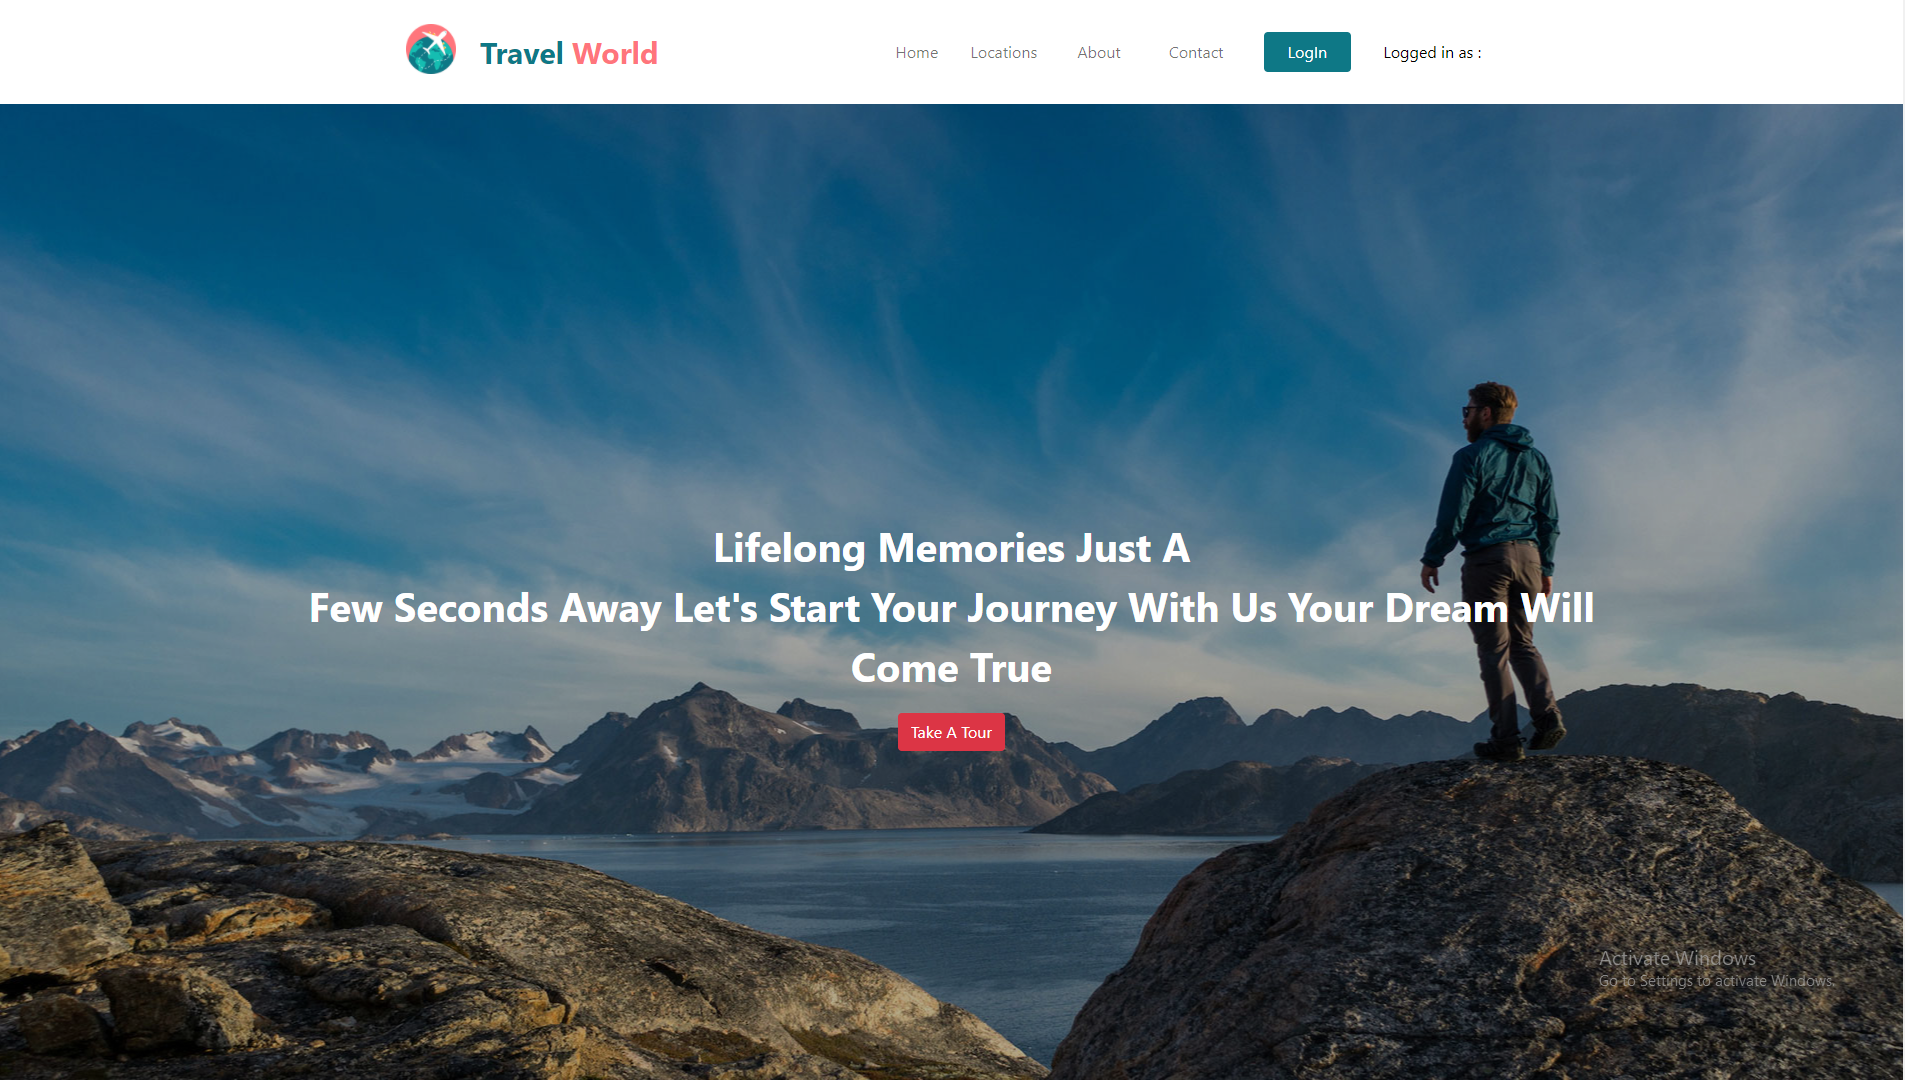 Travel World
Home Locations About Contact LogIn Logged in as :
Lifelong Memories Just A
Few Seconds Away Let's Start Your Journey With Us Your Dream Will
Come True
Take A Tour
Activate Windows
Go to Settings to activate Windows.